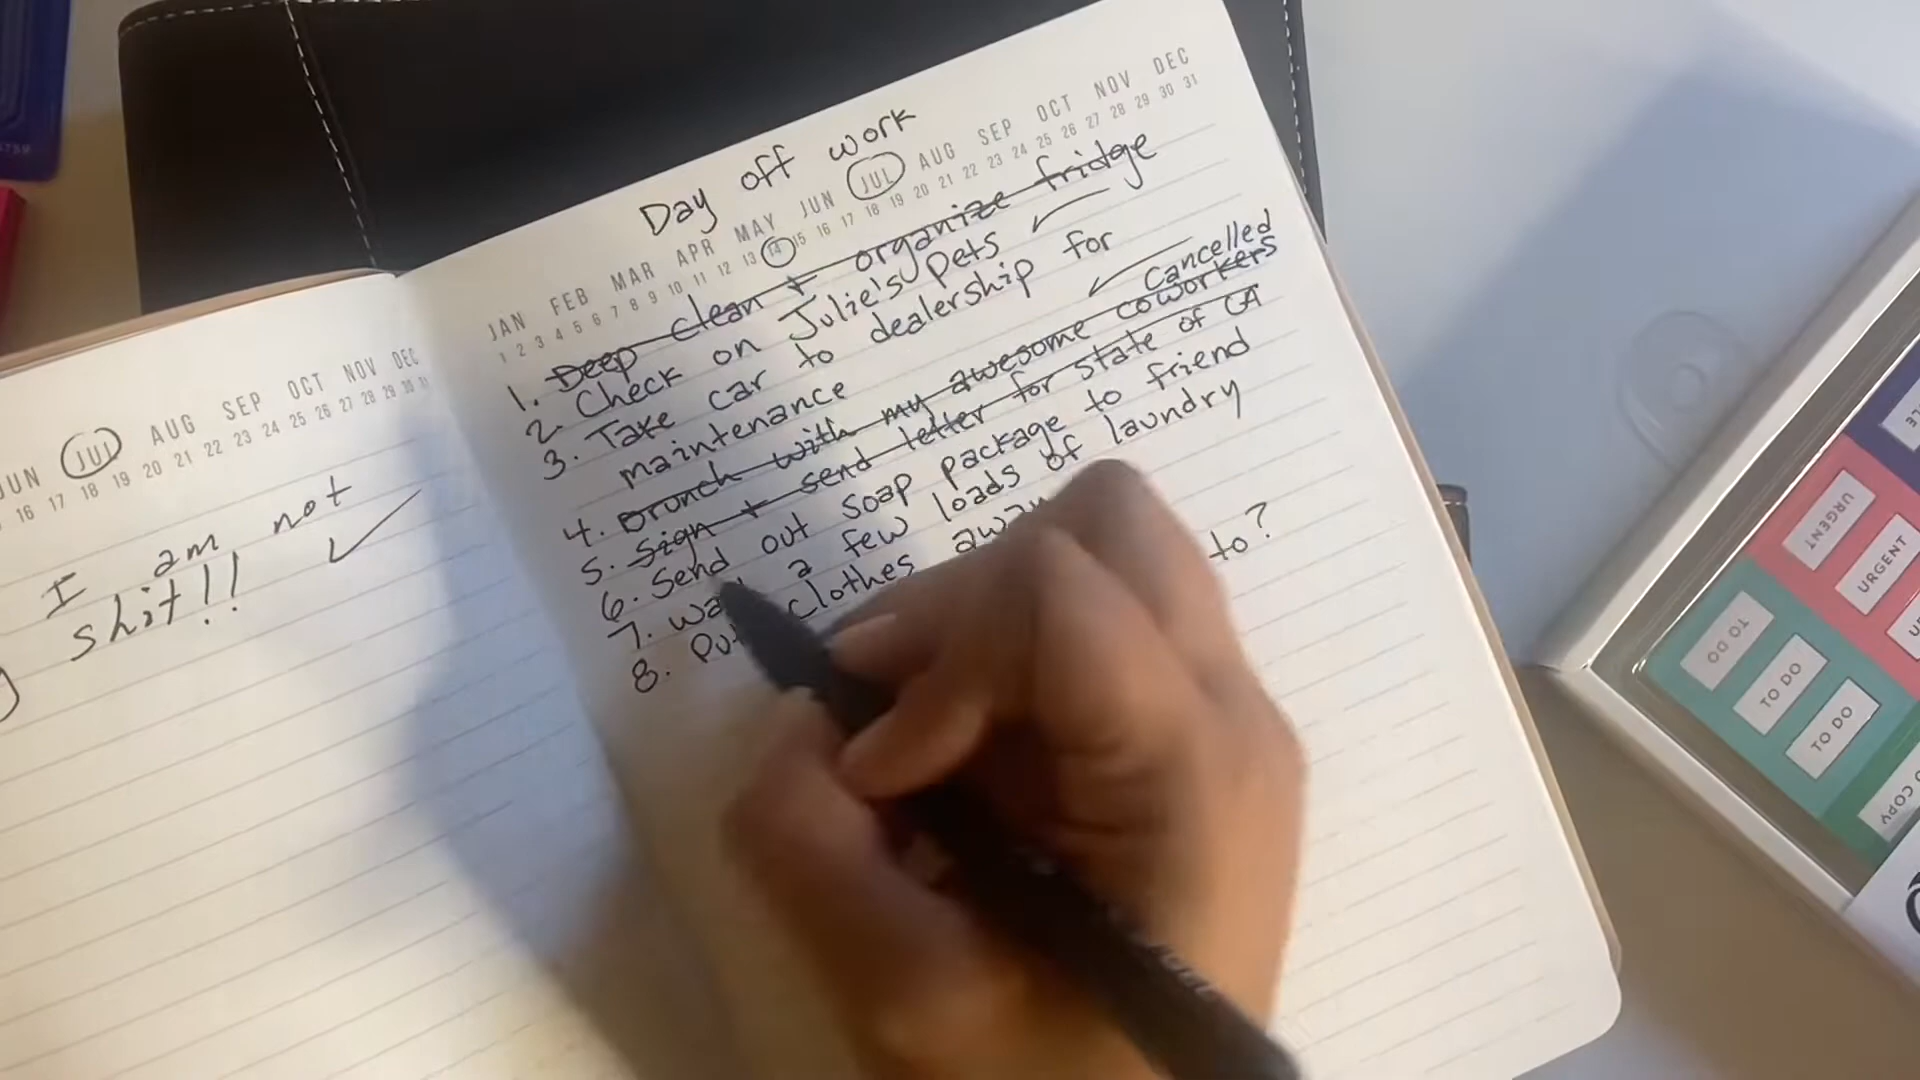 JUN JUL AUG SEP OCT NOV DEC
16 17 18 19 20 21 22 23 24 25 26 27 28 29 30 31
I am not
shit!!
Day off work
JAN FEB MAR APR MAY JUN JUL AUG SEP OCT NOV DEC
1 2 3 4 5 6 7 8 9 10 11 12 13 14 15 16 17 18 19 20 21 22 23 24 25 26 27 28 29 30 31
1. Deep clean + organize fridge
2. Check on Julie's pets
3. Take car to dealership for
maintenance
Cancelled
4. Brunch with my awesome coworkers
5. Sign + send letter for state of CA
6. Send out soap package to friend
7. a few loads of laundry
8. clothes to?
URGENT
URGENT
TO DO
TO DO
TO DO
COPY